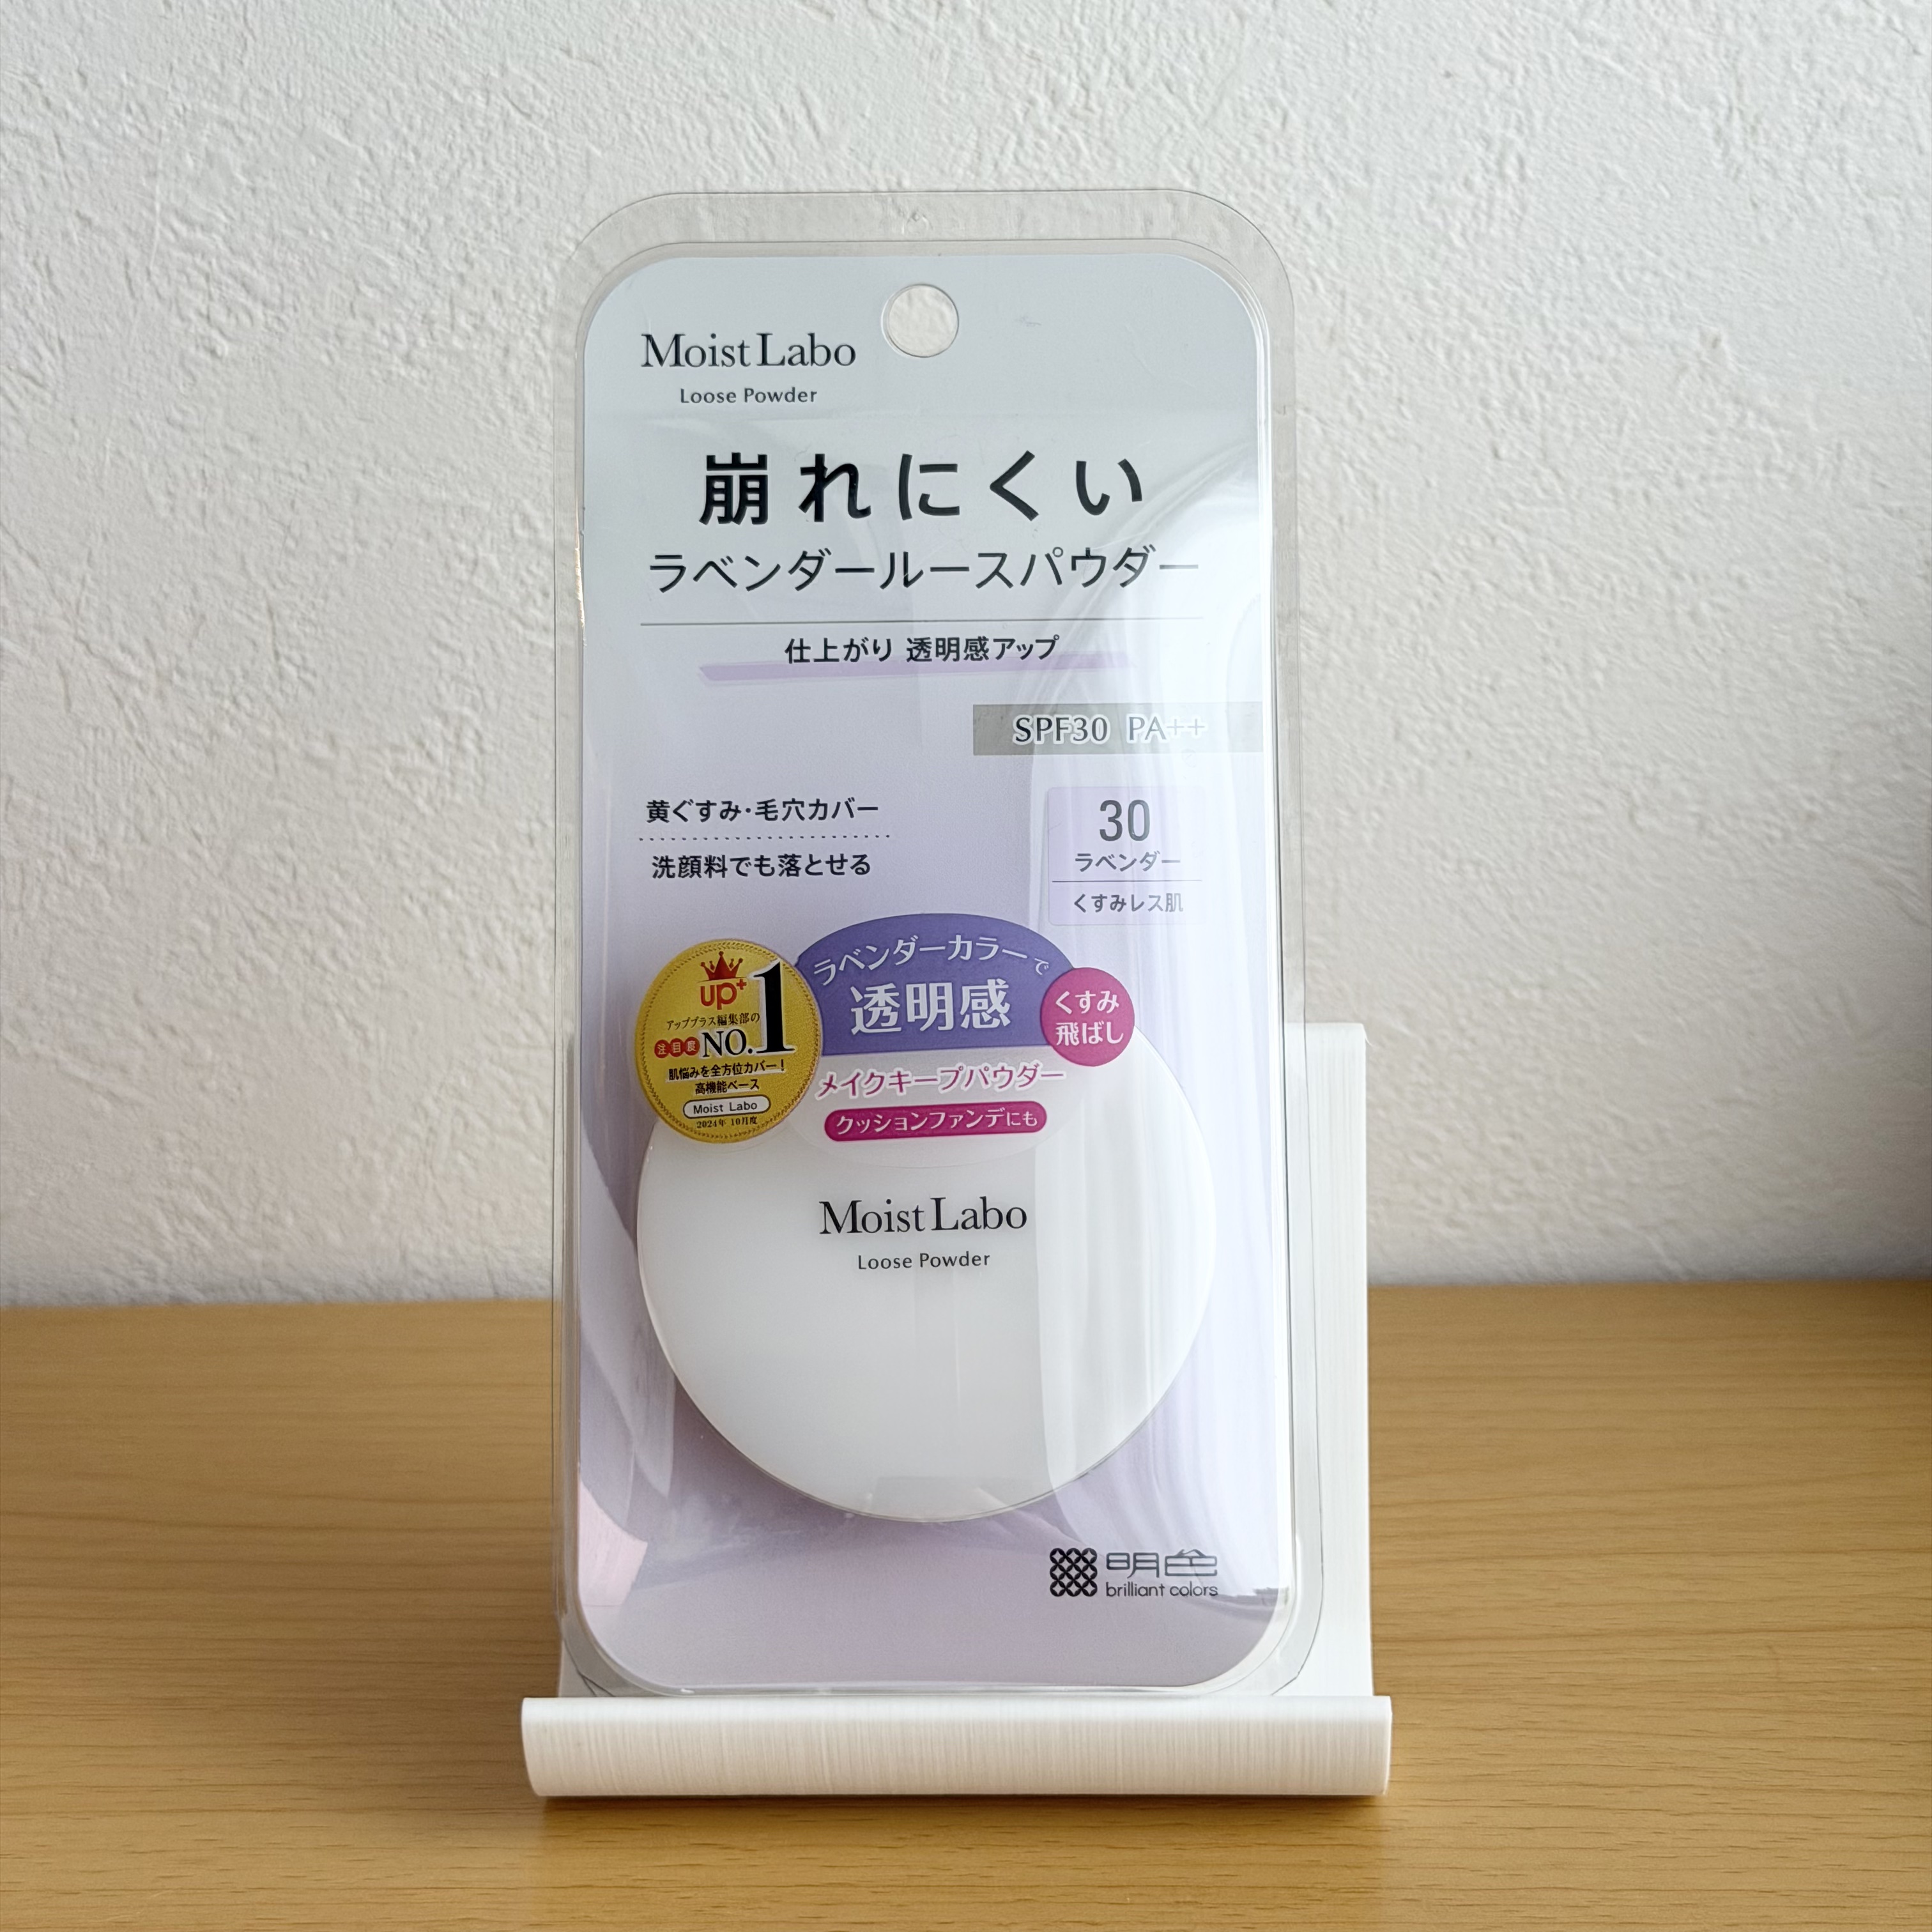 Moist Labo
Loose Powder
崩れにくい
ラベンダールースパウダー
仕上がり 透明感アップ
SPF30 PA++
黄ぐすみ・毛穴カバー
洗顔料でも落とせる
30
ラベンダー
くすみレス肌
up+
アッププラス編集部の
注目度 NO.1
肌悩みを全方位カバー!
高機能ベース
Moist Labo
2024年 10月度
ラベンダーカラーで
透明感
くすみ
飛ばし
メイクキープパウダー
クッションファンデにも
Moist Labo
Loose Powder
明色
brilliant colors